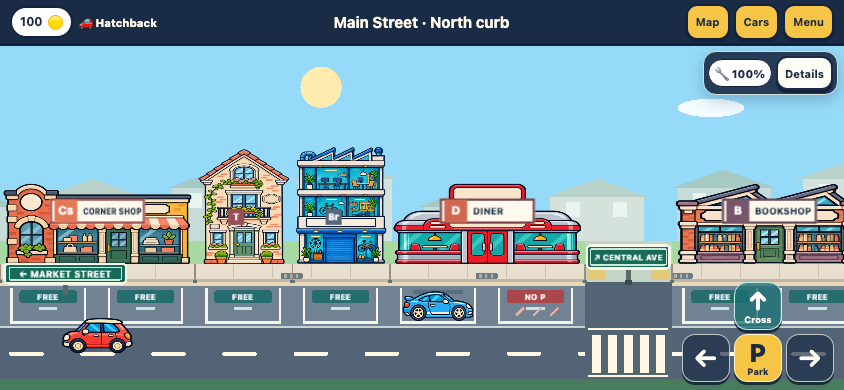 100
Hatchback
Main Street · North curb
Map
Cars
Menu
100%
Details
Cs CORNER SHOP
T
Br
D DINER
B BOOKSHOP
← MARKET STREET
↗ CENTRAL AVE
FREE
FREE
FREE
FREE
NO P
FREE
FREE
↑
Cross
←
P
Park
→